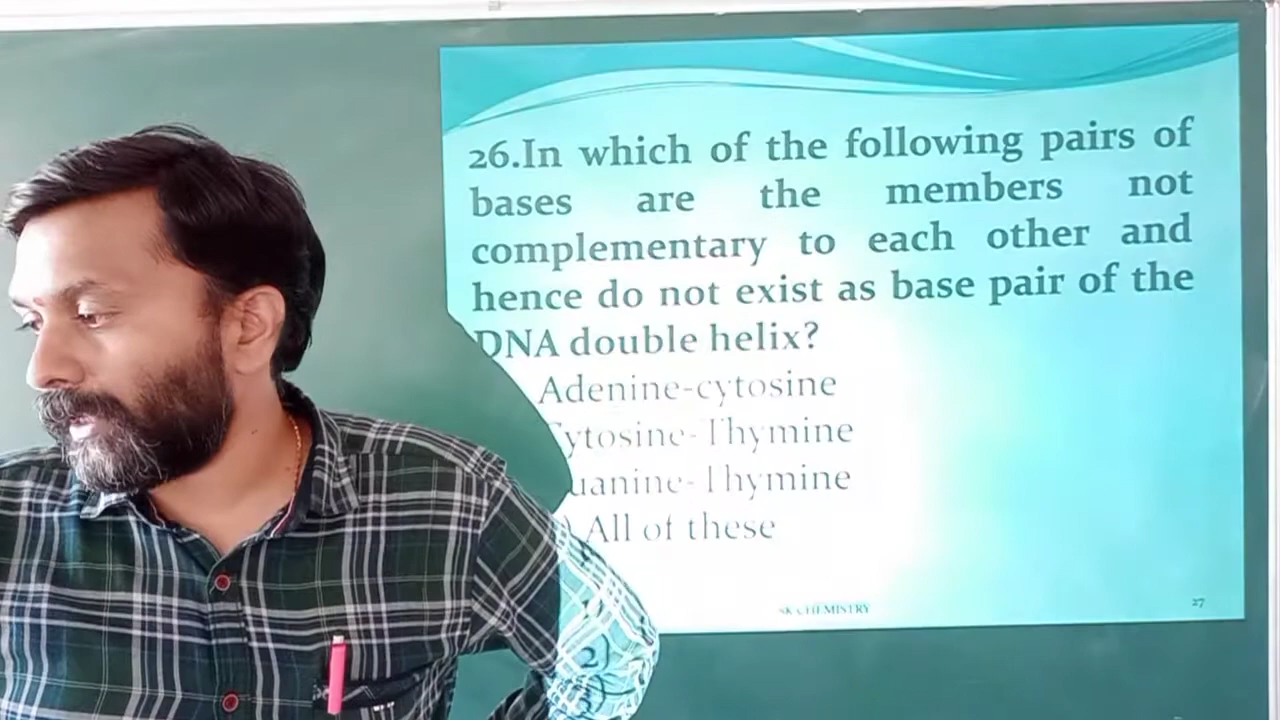 26.In which of the following pairs of
bases are the members not
complementary to each other and
hence do not exist as base pair of the
DNA double helix?
Adenine-cytosine
Cytosine-Thymine
uanine-Thymine
) All of these
SK CHEMISTRY
27
2)